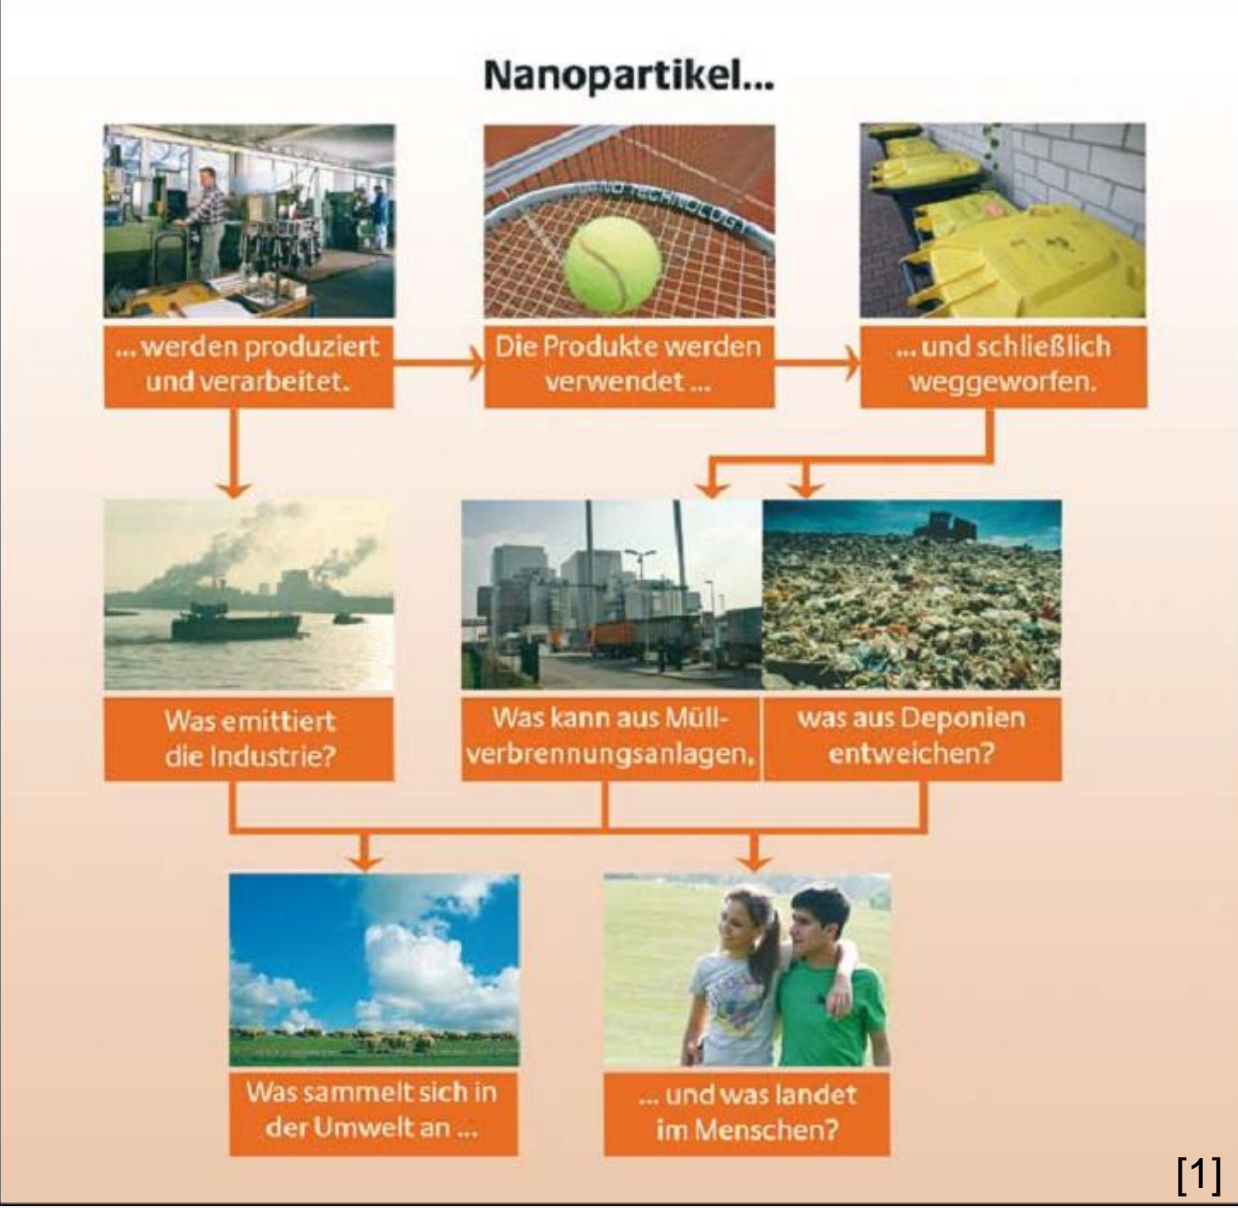 Nanopartikel...
NANO TECHNOLOGY
... werden produziert
und verarbeitet.
Die Produkte werden
verwendet ...
... und schließlich
weggeworfen.
Was emittiert
die Industrie?
Was kann aus Müll-
verbrennungsanlagen,
was aus Deponien
entweichen?
Was sammelt sich in
der Umwelt an ...
... und was landet
im Menschen?
[1]